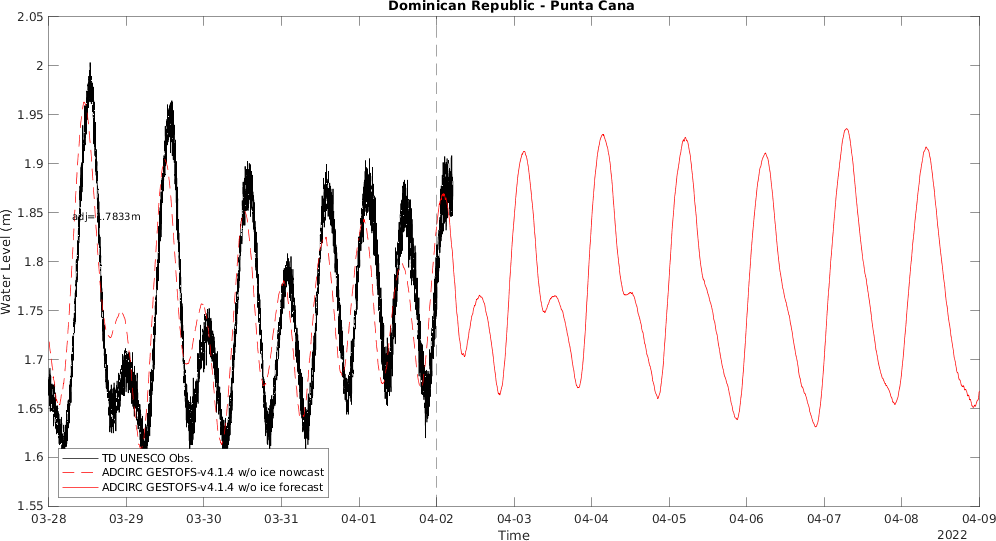 Dominican Republic - Punta Cana
2.05
2
1.95
1.9
1.85
1.8
1.75
1.7
1.65
1.6
1.55
Water Level (m)
adj=1.7833m
TD UNESCO Obs.
ADCIRC GESTOFS-v4.1.4 w/o ice nowcast
ADCIRC GESTOFS-v4.1.4 w/o ice forecast
03-28 03-29 03-30 03-31 04-01 04-02 04-03 04-04 04-05 04-06 04-07 04-08 04-09
Time
2022